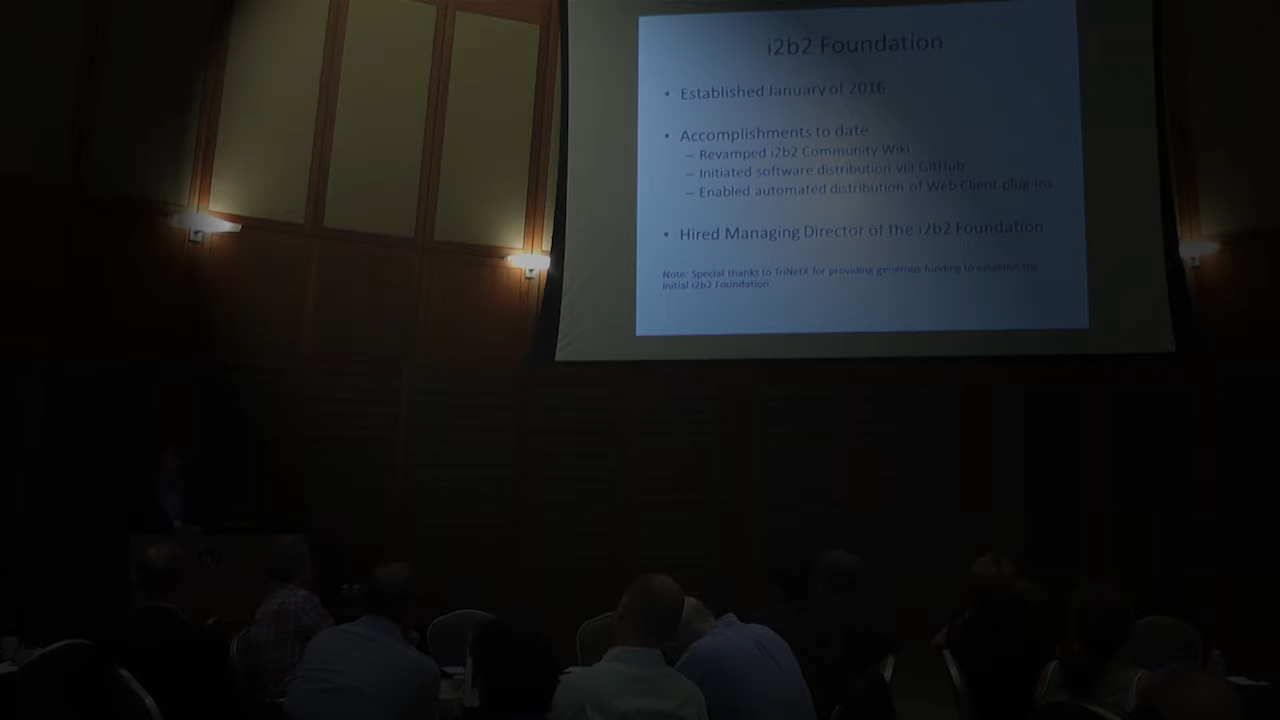 i2b2 Foundation
• Established January of 2016
• Accomplishments to date
– Revamped i2b2 Community Wiki
– Initiated software distribution via GitHub
– Enabled automated distribution of Web Client plug-ins
• Hired Managing Director of the i2b2 Foundation
Note: Special thanks to TriNetX for providing generous funding to establish the
initial i2b2 Foundation